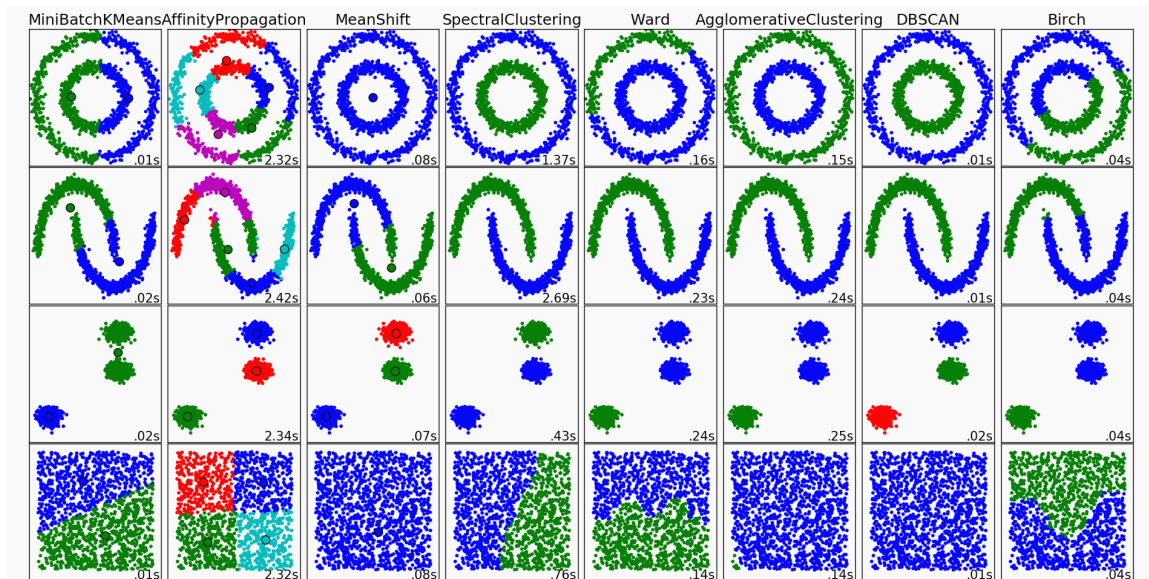 MiniBatchKMeans AffinityPropagation MeanShift SpectralClustering Ward AgglomerativeClustering DBSCAN Birch
.01s 2.32s .08s 1.37s .16s .15s .01s .04s
.02s 2.42s .06s 2.69s .23s .24s .01s .04s
.02s 2.34s .07s .43s .24s .25s .02s .04s
.01s 2.32s .08s .76s .14s .14s .01s .04s